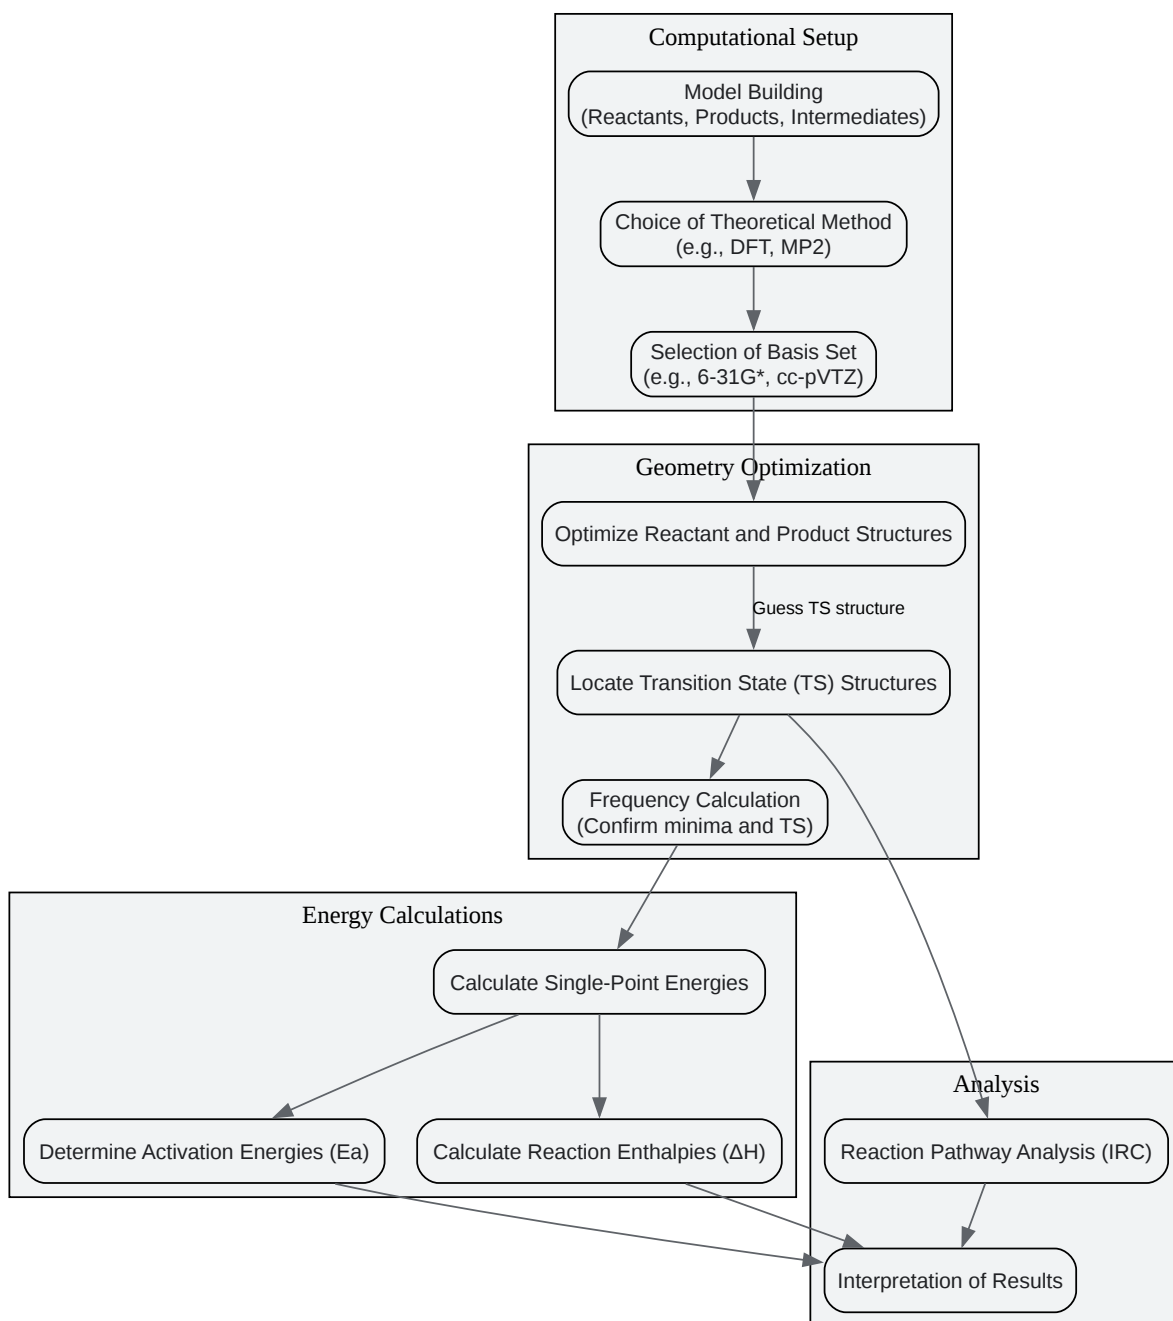 Computational Setup
Model Building
(Reactants, Products, Intermediates)
Choice of Theoretical Method
(e.g., DFT, MP2)
Selection of Basis Set
(e.g., 6-31G*, cc-pVTZ)
Geometry Optimization
Optimize Reactant and Product Structures
Guess TS structure
Locate Transition State (TS) Structures
Frequency Calculation
(Confirm minima and TS)
Energy Calculations
Calculate Single-Point Energies
Determine Activation Energies (Ea)
Calculate Reaction Enthalpies (ΔH)
Analysis
Reaction Pathway Analysis (IRC)
Interpretation of Results